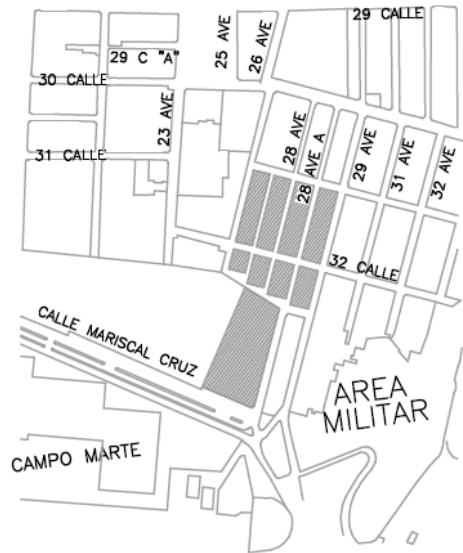 29 CALLE
25 AVE
26 AVE
29 C "A"
30 CALLE
23 AVE
28 AVE
28 AVE A
29 AVE
31 AVE
32 AVE
31 CALLE
32 CALLE
CALLE MARISCAL CRUZ
AREA
MILITAR
CAMPO MARTE